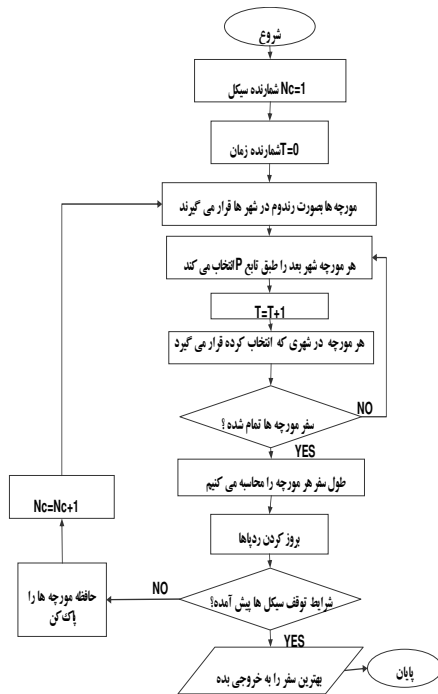 شروع
Nc=1 شمارنده سیکل
T=0شمارنده زمان
مورچه ها بصورت رندوم در شهر ها قرار می گیرند
هر مورچه شهر بعد را طبق تابع P انتخاب می کند
T=T+1
هر مورچه در شهری که انتخاب کرده قرار می گیرد
سفر مورچه ها تمام شده ؟
NO
YES
طول سفر هر مورچه را محاسبه می کنیم
Nc=Nc+1
بروز کردن ردپاها
شرایط توقف سیکل ها پیش آمده؟
NO
حافظه مورچه ها را
پاک کن
YES
بهترین سفر را به خروجی بده
پایان